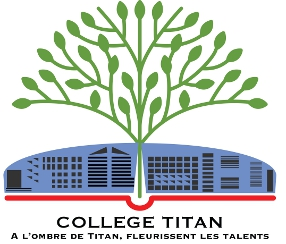 COLLEGE TITAN
A L'OMBRE DE TITAN, FLEURISSENT LES TALENTS